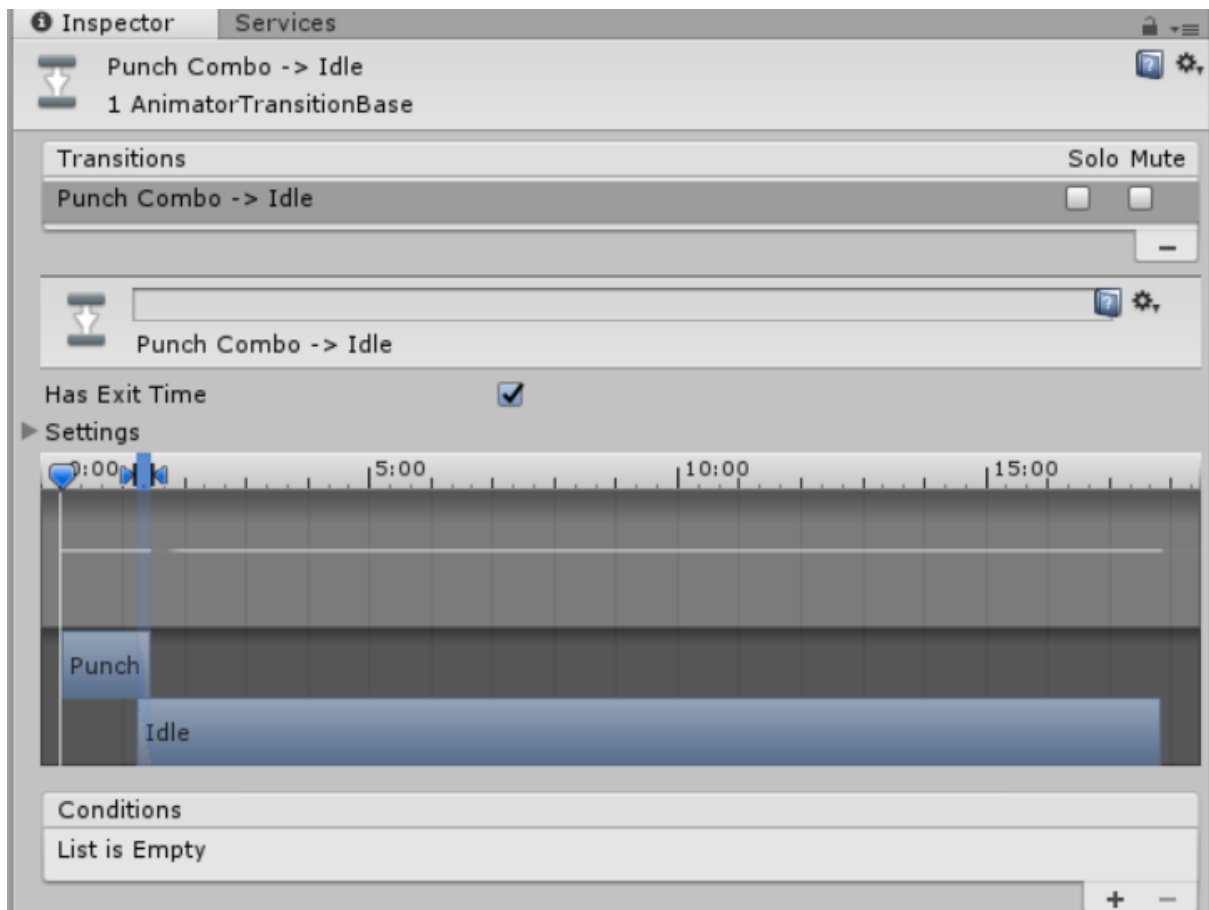 Inspector Services
Punch Combo -> Idle
1 AnimatorTransitionBase
Transitions Solo Mute
Punch Combo -> Idle
Punch Combo -> Idle
Has Exit Time
Settings
0:00 5:00 10:00 15:00
Punch
Idle
Conditions
List is Empty